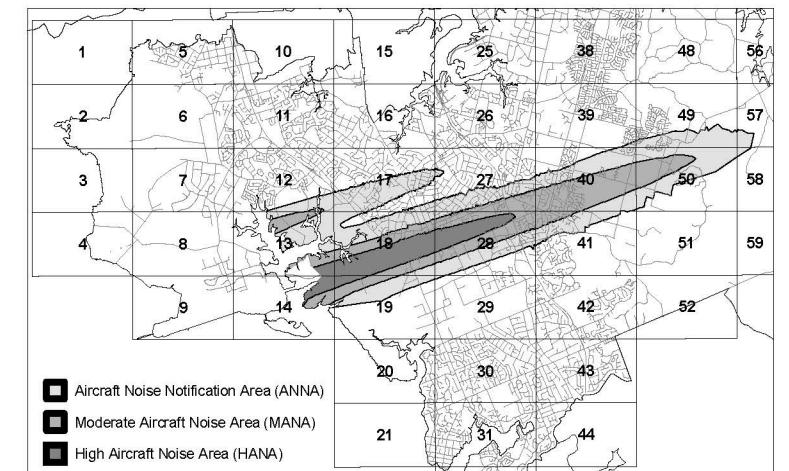 1 5 10 15 25 38 48 56
2 6 11 16 26 39 49 57
3 7 12 17 27 40 50 58
4 8 13 18 28 41 51 59
9 14 19 29 42 52
20 30 43
Aircraft Noise Notification Area (ANNA)
Moderate Aircraft Noise Area (MANA)
21 31 44
High Aircraft Noise Area (HANA)